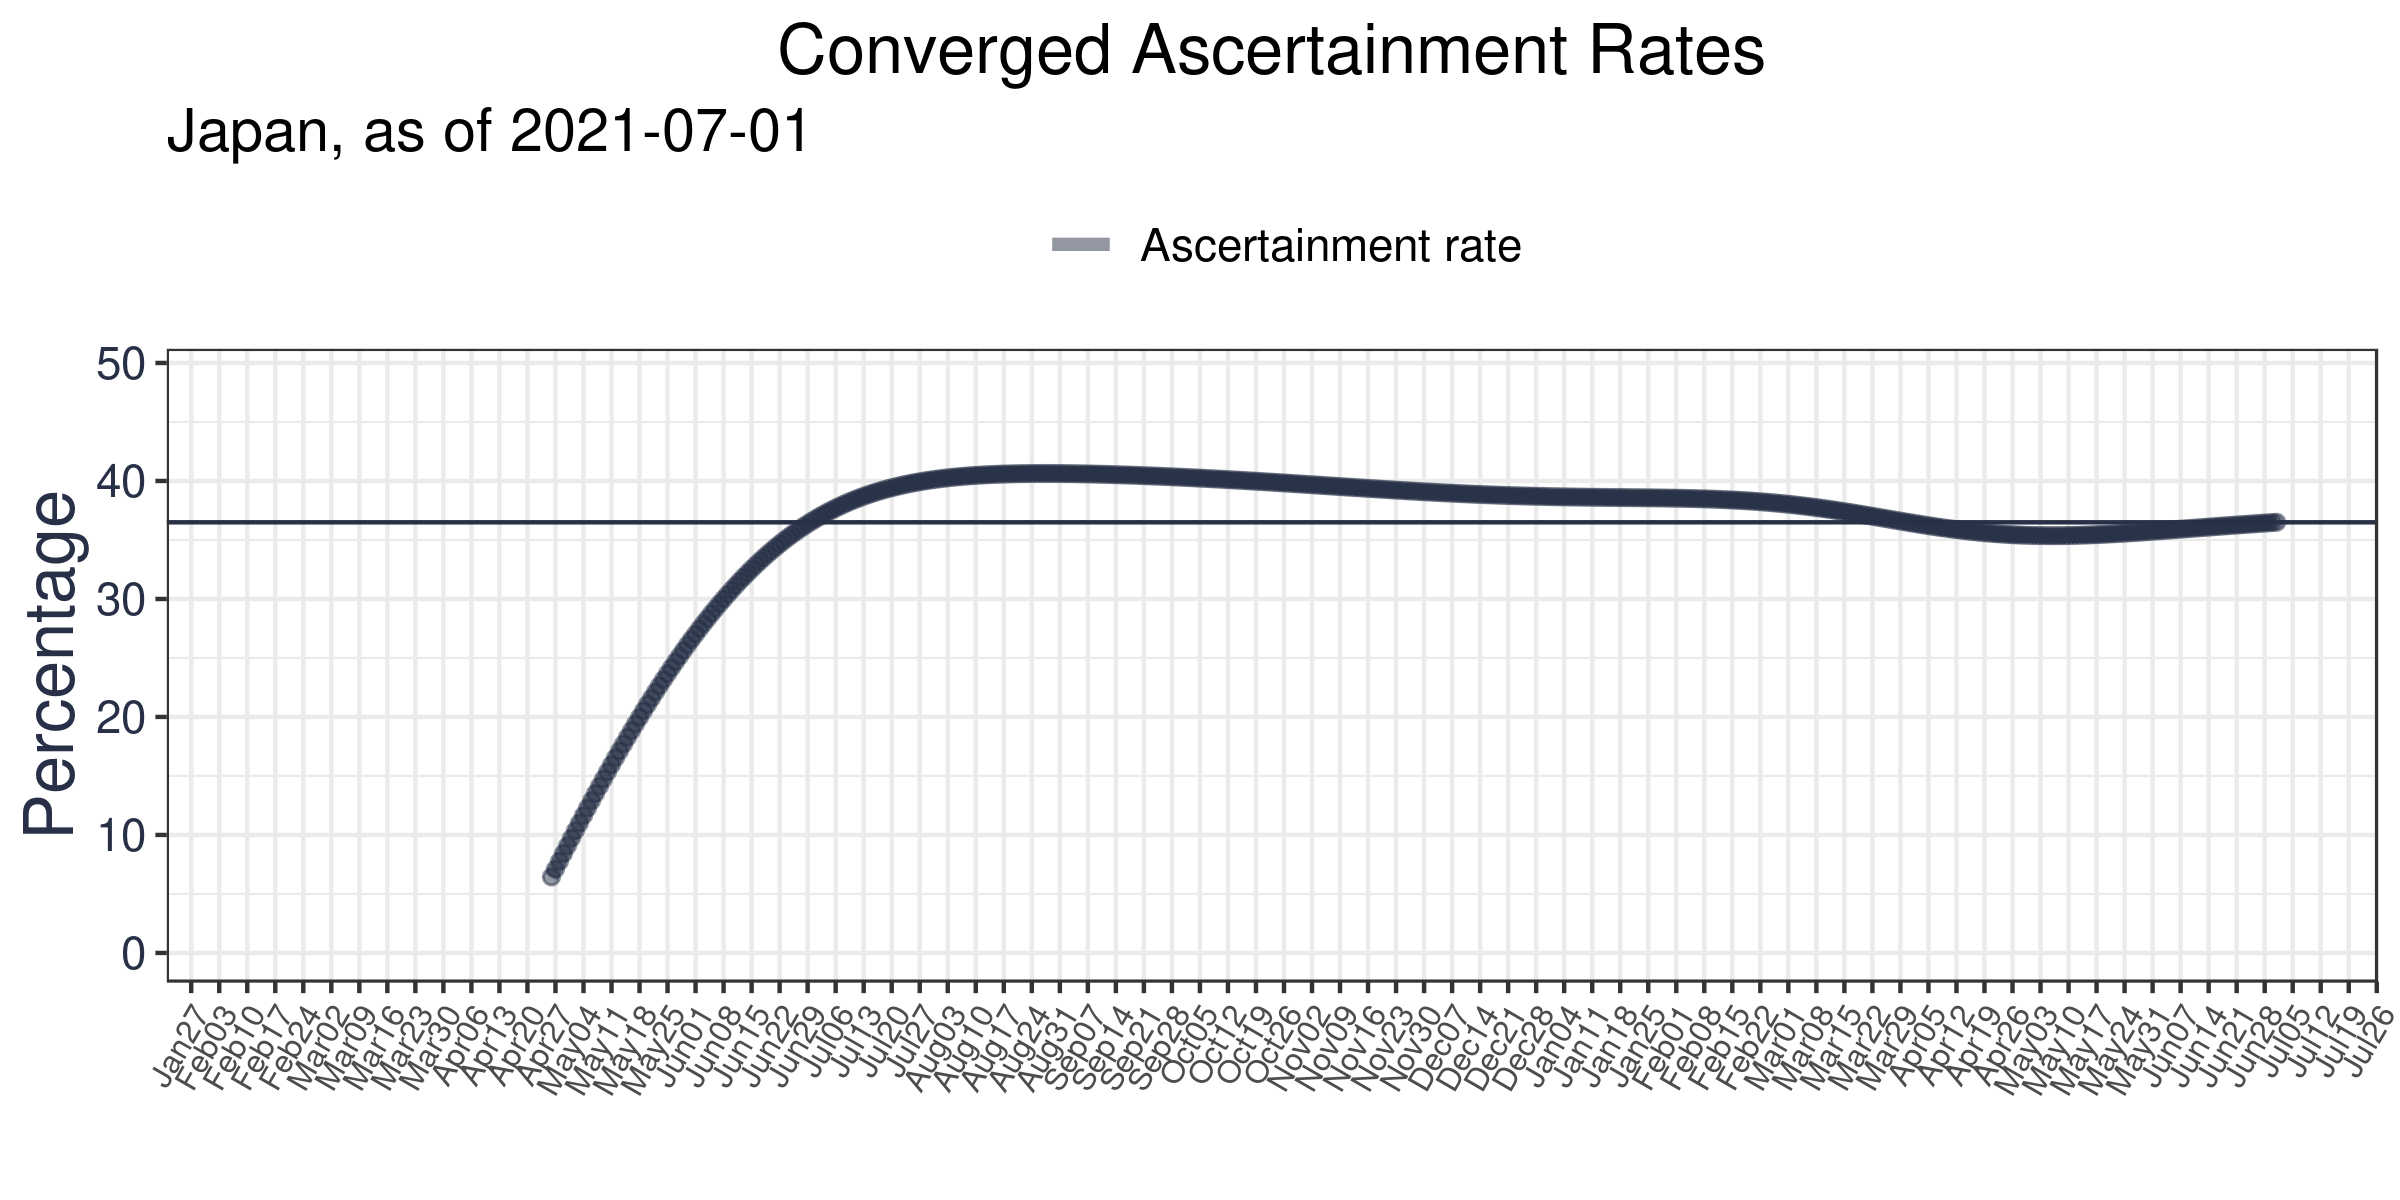 Converged Ascertainment Rates
Japan, as of 2021-07-01
Ascertainment rate
Percentage
50
40
30
20
10
0
Jan27
Feb03
Feb10
Feb17
Feb24
Mar02
Mar09
Mar16
Mar23
Mar30
Apr06
Apr13
Apr20
Apr27
May04
May11
May18
May25
Jun01
Jun08
Jun15
Jun22
Jun29
Jul06
Jul13
Jul20
Jul27
Aug03
Aug10
Aug17
Aug24
Aug31
Sep07
Sep14
Sep21
Sep28
Oct05
Oct12
Oct19
Oct26
Nov02
Nov09
Nov16
Nov23
Nov30
Dec07
Dec14
Dec21
Dec28
Jan04
Jan11
Jan18
Jan25
Feb01
Feb08
Feb15
Feb22
Mar01
Mar08
Mar15
Mar22
Mar29
Apr05
Apr12
Apr19
Apr26
May03
May10
May17
May24
May31
Jun07
Jun14
Jun21
Jun28
Jul05
Jul12
Jul19
Jul26